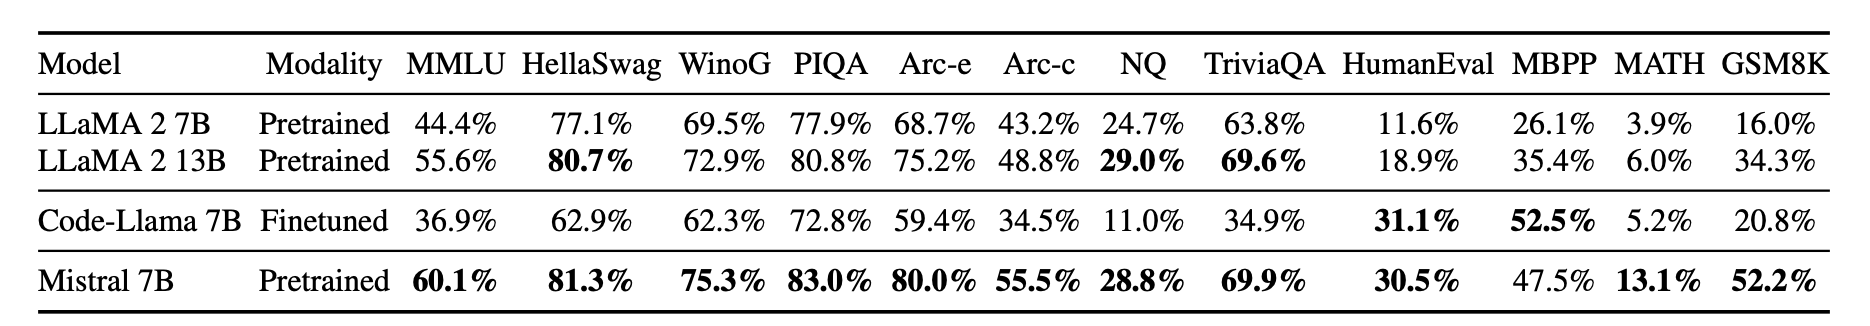 Model Modality MMLU HellaSwag WinoG PIQA Arc-e Arc-c NQ TriviaQA HumanEval MBPP MATH GSM8K
LLaMA 2 7B Pretrained 44.4% 77.1% 69.5% 77.9% 68.7% 43.2% 24.7% 63.8% 11.6% 26.1% 3.9% 16.0%
LLaMA 2 13B Pretrained 55.6% 80.7% 72.9% 80.8% 75.2% 48.8% 29.0% 69.6% 18.9% 35.4% 6.0% 34.3%
Code-Llama 7B Finetuned 36.9% 62.9% 62.3% 72.8% 59.4% 34.5% 11.0% 34.9% 31.1% 52.5% 5.2% 20.8%
Mistral 7B Pretrained 60.1% 81.3% 75.3% 83.0% 80.0% 55.5% 28.8% 69.9% 30.5% 47.5% 13.1% 52.2%